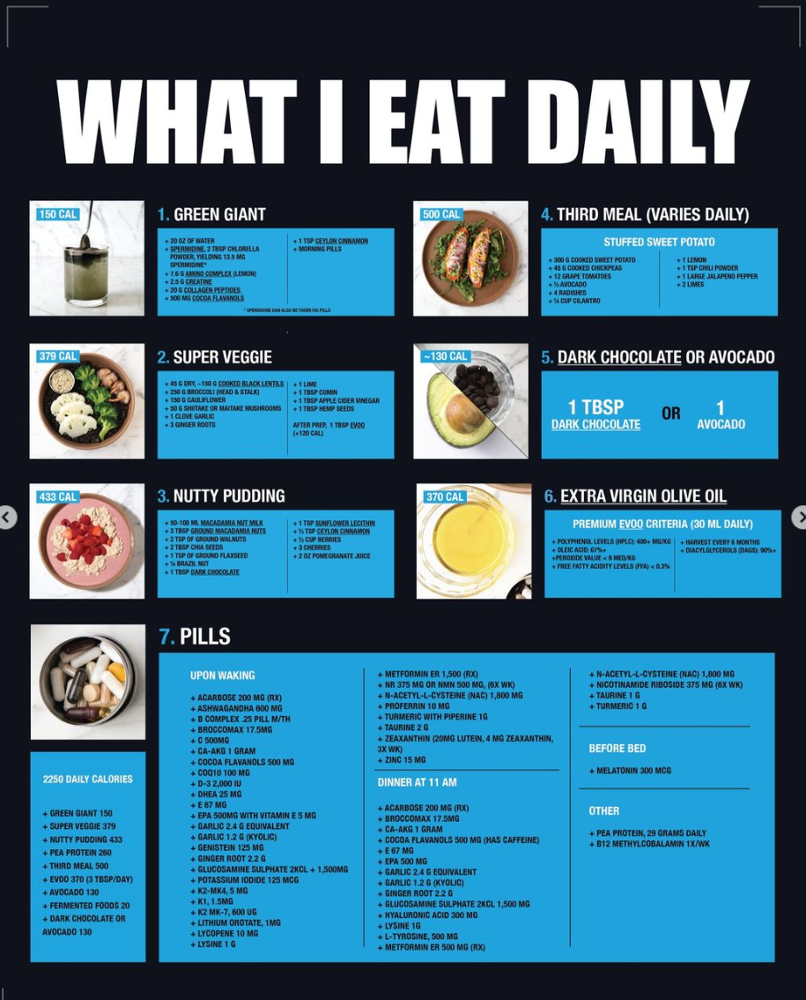 WHAT I EAT DAILY
150 CAL
1. GREEN GIANT
+ 20 OZ OF WATER
+ SPERMIDINE, 2 TBSP CHLORELLA
POWDER, YIELDING 13.5 MG
SPERMIDINE*
+ 7.6 G AMINO COMPLEX (LEMON)
+ 2.5 G CREATINE
+ 20 G COLLAGEN PEPTIDES
+ 500 MG COCOA FLAVANOLS
+ 1 TSP CEYLON CINNAMON
+ MORNING PILLS
* SPERMIDINE CAN ALSO BE TAKEN VIA PILLS
379 CAL
2. SUPER VEGGIE
+ 45 G DRY, ~150 G COOKED BLACK LENTILS
+ 250 G BROCCOLI (HEAD & STALK)
+ 150 G CAULIFLOWER
+ 50 G SHIITAKE OR MAITAKE MUSHROOMS
+ 1 CLOVE GARLIC
+ 3 GINGER ROOTS
+ 1 LIME
+ 1 TBSP CUMIN
+ 1 TBSP APPLE CIDER VINEGAR
+ 1 TBSP HEMP SEEDS
AFTER PREP, 1 TBSP EVOO
(+120 CAL)
433 CAL
3. NUTTY PUDDING
+ 50-100 ML MACADAMIA NUT MILK
+ 3 TBSP GROUND MACADAMIA NUTS
+ 2 TSP OF GROUND WALNUTS
+ 2 TBSP CHIA SEEDS
+ 1 TSP OF GROUND FLAXSEED
+ ¼ BRAZIL NUT
+ 1 TBSP DARK CHOCOLATE
+ 1 TSP SUNFLOWER LECITHIN
+ ½ TSP CEYLON CINNAMON
+ ½ CUP BERRIES
+ 3 CHERRIES
+ 2 OZ POMEGRANATE JUICE
500 CAL
4. THIRD MEAL (VARIES DAILY)
STUFFED SWEET POTATO
+ 300 G COOKED SWEET POTATO
+ 45 G COOKED CHICKPEAS
+ 12 GRAPE TOMATOES
+ ½ AVOCADO
+ 4 RADISHES
+ ¼ CUP CILANTRO
+ 1 LEMON
+ 1 TSP CHILI POWDER
+ 1 LARGE JALAPENO PEPPER
+ 2 LIMES
~130 CAL
5. DARK CHOCOLATE OR AVOCADO
1 TBSP
DARK CHOCOLATE
OR
1
AVOCADO
370 CAL
6. EXTRA VIRGIN OLIVE OIL
PREMIUM EVOO CRITERIA (30 ML DAILY)
+ POLYPHENOL LEVELS (HPLC): 400+ MG/KG
+ OLEIC ACID: 67%+
+PEROXIDE VALUE < 9 MEQ/KG
+ FREE FATTY ACIDITY LEVELS (FFA) < 0.3%
+ HARVEST EVERY 6 MONTHS
+ DIACYLGLYCEROLS (DAGS): 90%+
7. PILLS
UPON WAKING
+ ACARBOSE 200 MG (RX)
+ ASHWAGANDHA 600 MG
+ B COMPLEX .25 PILL M/TH
+ BROCCOMAX 17.5MG
+ C 500MG
+ CA-AKG 1 GRAM
+ COCOA FLAVANOLS 500 MG
+ COQ10 100 MG
+ D-3 2,000 IU
+ DHEA 25 MG
+ E 67 MG
+ EPA 500MG WITH VITAMIN E 5 MG
+ GARLIC 2.4 G EQUIVALENT
+ GARLIC 1.2 G (KYOLIC)
+ GENISTEIN 125 MG
+ GINGER ROOT 2.2 G
+ GLUCOSAMINE SULPHATE 2KCL + 1,500MG
+ POTASSIUM IODIDE 125 MCG
+ K2-MK4, 5 MG
+ K1, 1.5MG
+ K2 MK-7, 600 UG
+ LITHIUM OROTATE, 1MG
+ LYCOPENE 10 MG
+ LYSINE 1 G
+ METFORMIN ER 1,500 (RX)
+ NR 375 MG OR NMN 500 MG, (6X WK)
+ N-ACETYL-L-CYSTEINE (NAC) 1,800 MG
+ PROFERRIN 10 MG
+ TURMERIC WITH PIPERINE 1G
+ TAURINE 2 G
+ ZEAXANTHIN (20MG LUTEIN, 4 MG ZEAXANTHIN,
3X WK)
+ ZINC 15 MG
DINNER AT 11 AM
+ ACARBOSE 200 MG (RX)
+ BROCCOMAX 17.5MG
+ CA-AKG 1 GRAM
+ COCOA FLAVANOLS 500 MG (HAS CAFFEINE)
+ E 67 MG
+ EPA 500 MG
+ GARLIC 2.4 G EQUIVALENT
+ GARLIC 1.2 G (KYOLIC)
+ GINGER ROOT 2.2 G
+ GLUCOSAMINE SULPHATE 2KCL 1,500 MG
+ HYALURONIC ACID 300 MG
+ LYSINE 1G
+ L-TYROSINE, 500 MG
+ METFORMIN ER 500 MG (RX)
+ N-ACETYL-L-CYSTEINE (NAC) 1,800 MG
+ NICOTINAMIDE RIBOSIDE 375 MG (6X WK)
+ TAURINE 1 G
+ TURMERIC 1 G
BEFORE BED
+ MELATONIN 300 MCG
OTHER
+ PEA PROTEIN, 29 GRAMS DAILY
+ B12 METHYLCOBALAMIN 1X/WK
2250 DAILY CALORIES
+ GREEN GIANT 150
+ SUPER VEGGIE 379
+ NUTTY PUDDING 433
+ PEA PROTEIN 260
+ THIRD MEAL 500
+ EVOO 370 (3 TBSP/DAY)
+ AVOCADO 130
+ FERMENTED FOODS 20
+ DARK CHOCOLATE OR
AVOCADO 130